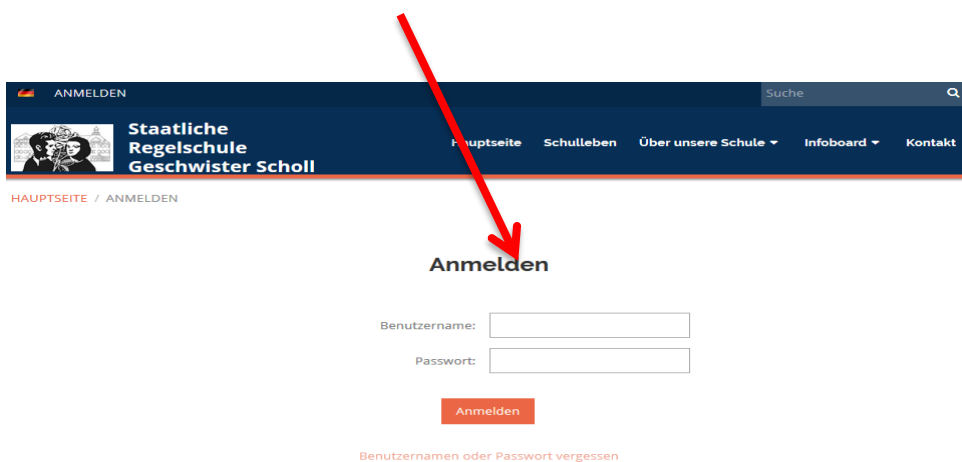 ANMELDEN
Suche
Staatliche
Regelschule
Geschwister Scholl
Hauptseite Schulleben Über unsere Schule Infoboard Kontakt
HAUPTSEITE / ANMELDEN
Anmelden
Benutzername:
Passwort:
Anmelden
Benutzernamen oder Passwort vergessen